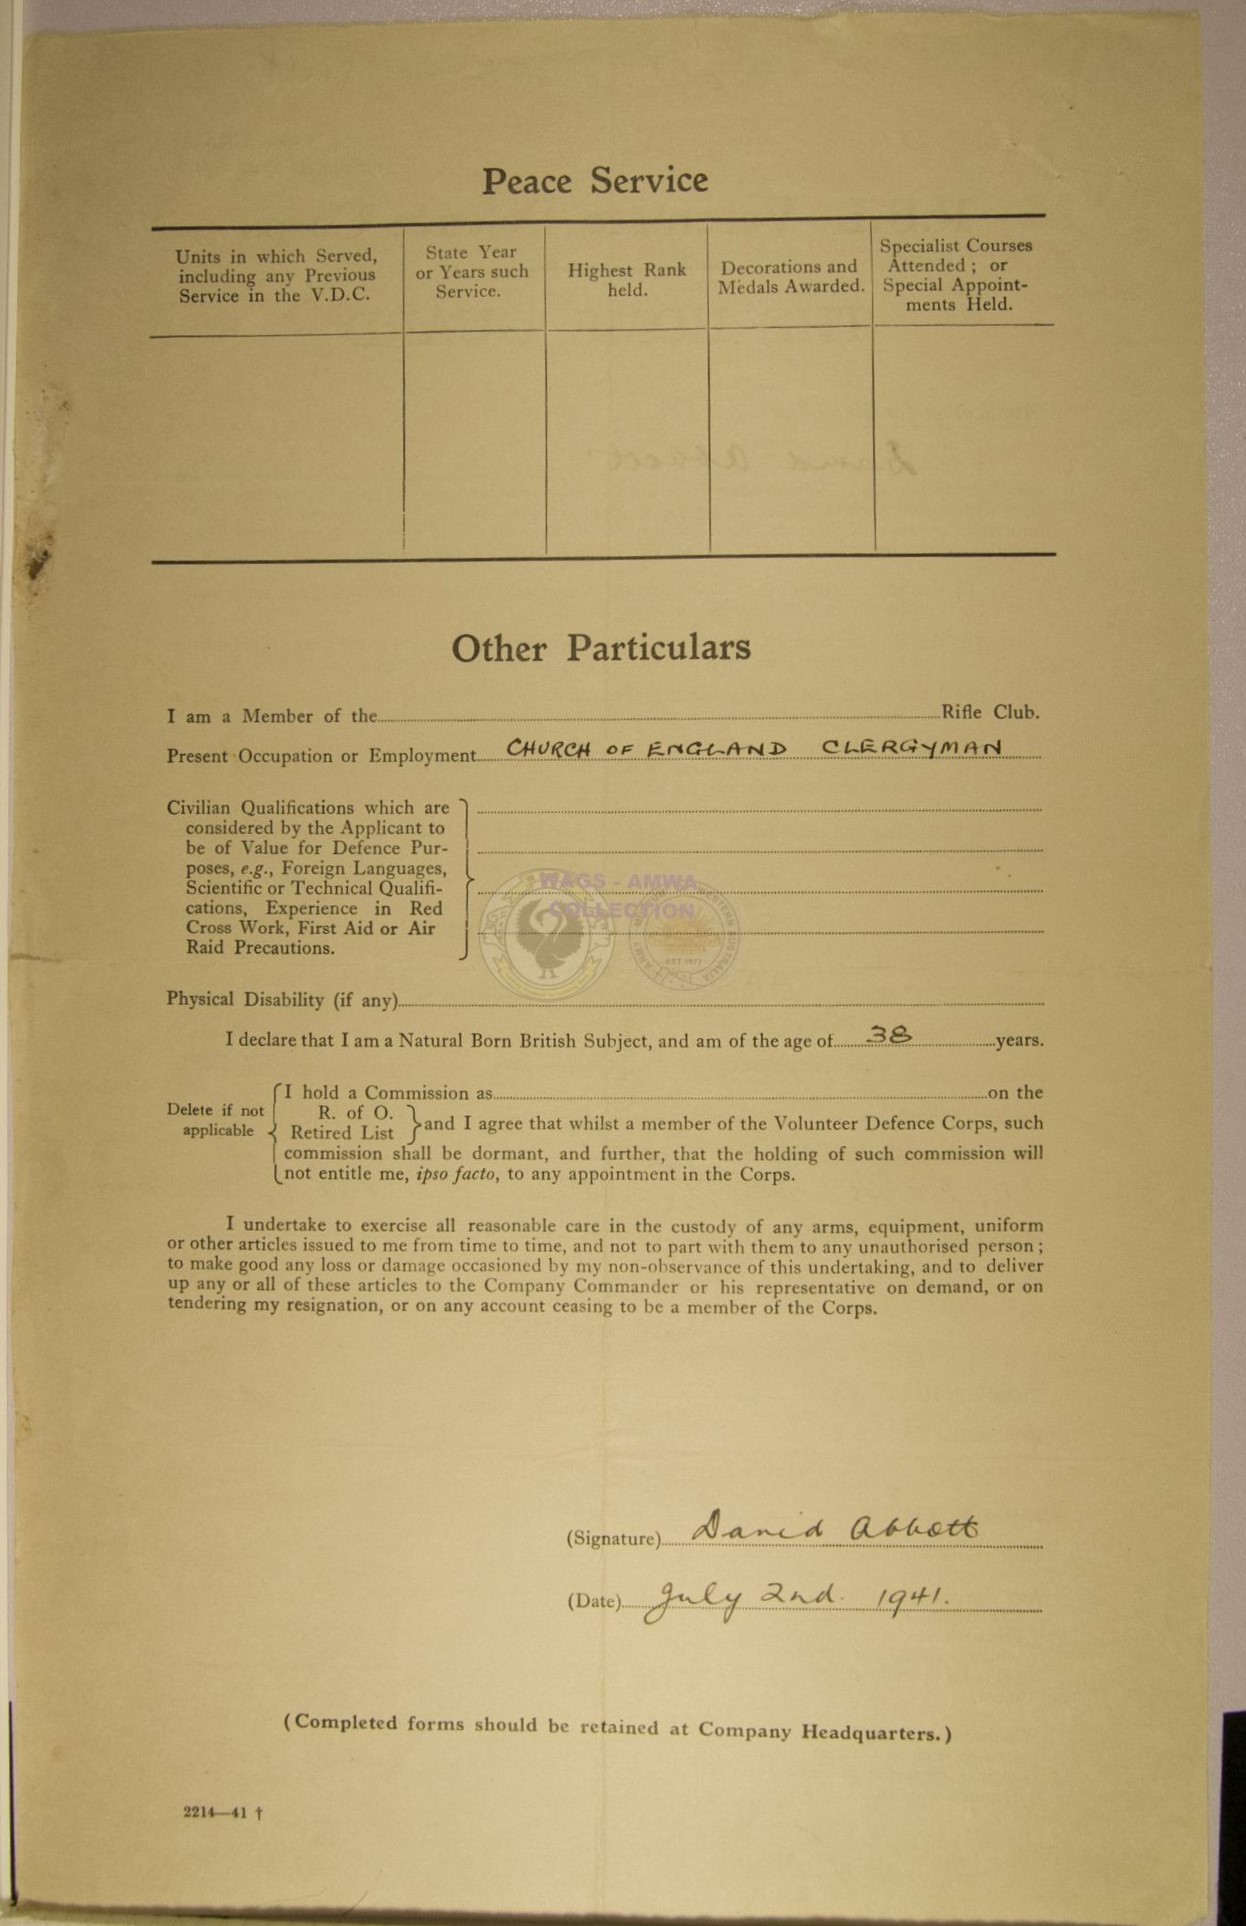 Peace Service
Units in which Served,
including any Previous
Service in the V.D.C.
State Year
or Years such
Service.
Highest Rank
held.
Decorations and
Medals Awarded.
Specialist Courses
Attended ; or
Special Appoint-
ments Held.
Other Particulars
I am a Member of the Rifle Club.
Present Occupation or Employment CHURCH OF ENGLAND CLERGYMAN
Civilian Qualifications which are
considered by the Applicant to
be of Value for Defence Pur-
poses, e.g., Foreign Languages,
Scientific or Technical Qualifi-
cations, Experience in Red
Cross Work, First Aid or Air
Raid Precautions.
WAGS - AMWA
COLLECTION
Physical Disability (if any)
I declare that I am a Natural Born British Subject, and am of the age of 38 years.
Delete if not
applicable
I hold a Commission as on the
R. of O.
Retired List
and I agree that whilst a member of the Volunteer Defence Corps, such
commission shall be dormant, and further, that the holding of such commission will
not entitle me, ipso facto, to any appointment in the Corps.
I undertake to exercise all reasonable care in the custody of any arms, equipment, uniform
or other articles issued to me from time to time, and not to part with them to any unauthorised person ;
to make good any loss or damage occasioned by my non-observance of this undertaking, and to deliver
up any or all of these articles to the Company Commander or his representative on demand, or on
tendering my resignation, or on any account ceasing to be a member of the Corps.
(Signature) David Abbott
(Date) July 2nd. 1941.
(Completed forms should be retained at Company Headquarters.)
2214—41 †